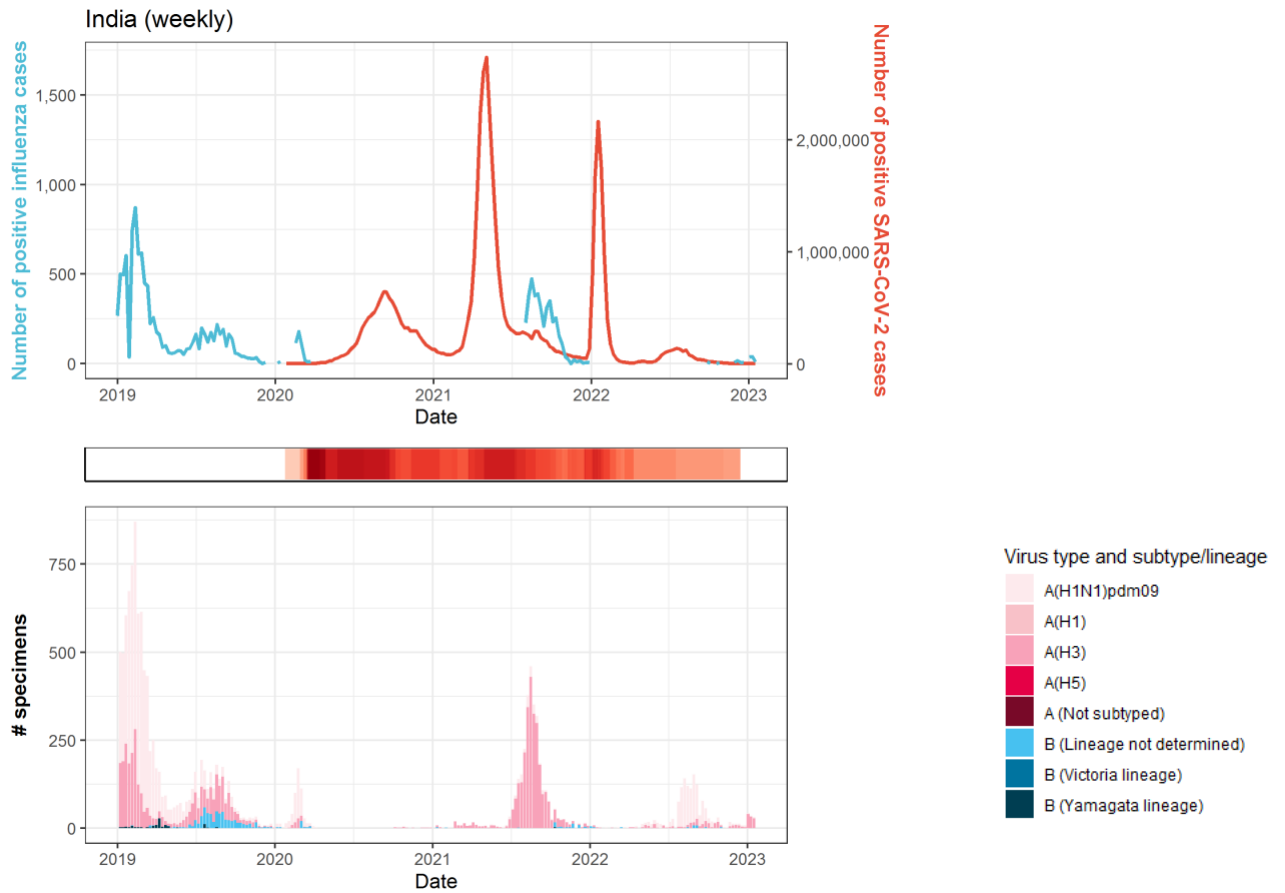 India (weekly)
Number of positive influenza cases
1,500
1,000
500
0
2,000,000
1,000,000
0
Number of positive SARS-CoV-2 cases
2019 2020 2021 2022 2023
Date
# specimens
750
500
250
0
2019 2020 2021 2022 2023
Date
Virus type and subtype/lineage
A(H1N1)pdm09
A(H1)
A(H3)
A(H5)
A (Not subtyped)
B (Lineage not determined)
B (Victoria lineage)
B (Yamagata lineage)